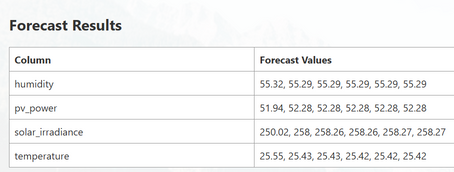 Forecast Results
Column Forecast Values
humidity 55.32, 55.29, 55.29, 55.29, 55.29, 55.29
pv_power 51.94, 52.28, 52.28, 52.28, 52.28, 52.28
solar_irradiance 250.02, 258, 258.26, 258.26, 258.27, 258.27
temperature 25.55, 25.43, 25.43, 25.42, 25.42, 25.42